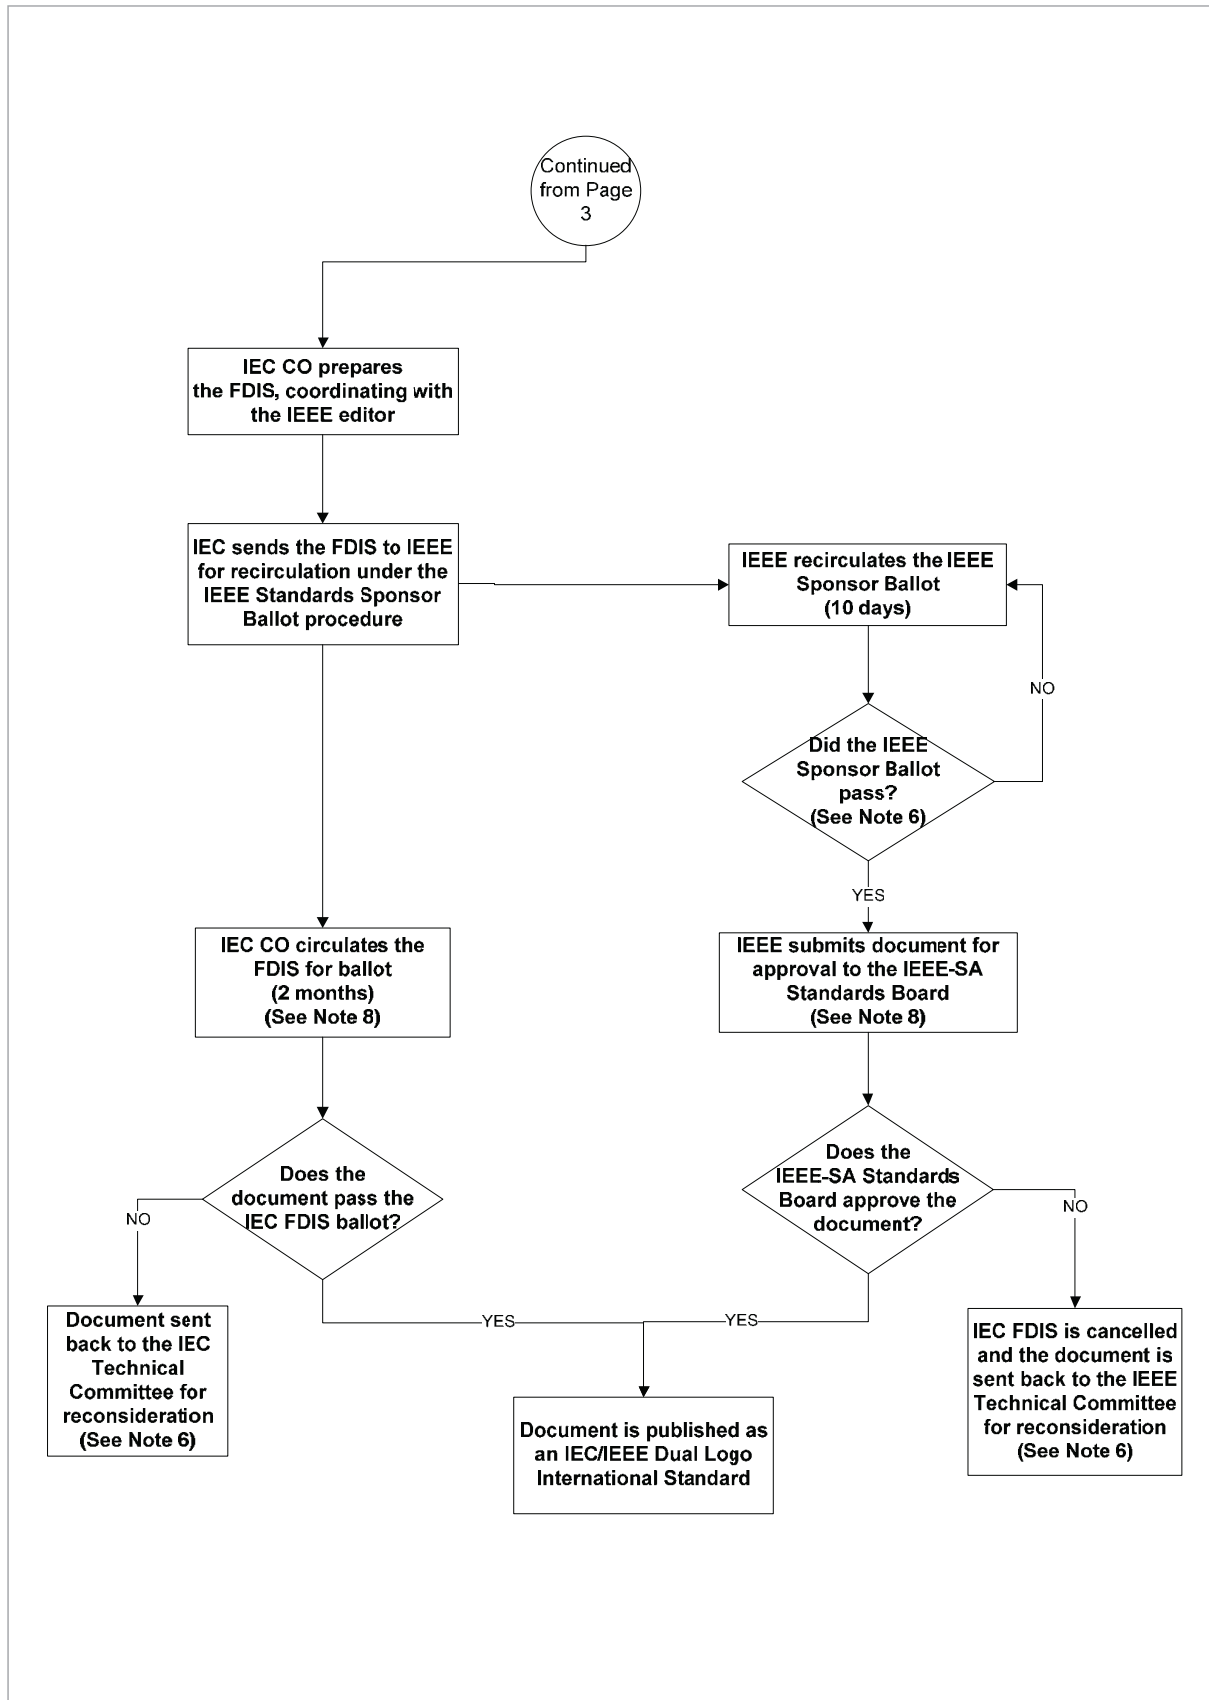 Continued
from Page
3
IEC CO prepares
the FDIS, coordinating with
the IEEE editor
IEC sends the FDIS to IEEE
for recirculation under the
IEEE Standards Sponsor
Ballot procedure
IEEE recirculates the IEEE
Sponsor Ballot
(10 days)
NO
Did the IEEE
Sponsor Ballot
pass?
(See Note 6)
YES
IEC CO circulates the
FDIS for ballot
(2 months)
(See Note 8)
IEEE submits document for
approval to the IEEE-SA
Standards Board
(See Note 8)
Does the
document pass the
IEC FDIS ballot?
NO
Does the
IEEE-SA Standards
Board approve the
document?
NO
YES
YES
Document sent
back to the IEC
Technical
Committee for
reconsideration
(See Note 6)
Document is published as
an IEC/IEEE Dual Logo
International Standard
IEC FDIS is cancelled
and the document is
sent back to the IEEE
Technical Committee
for reconsideration
(See Note 6)